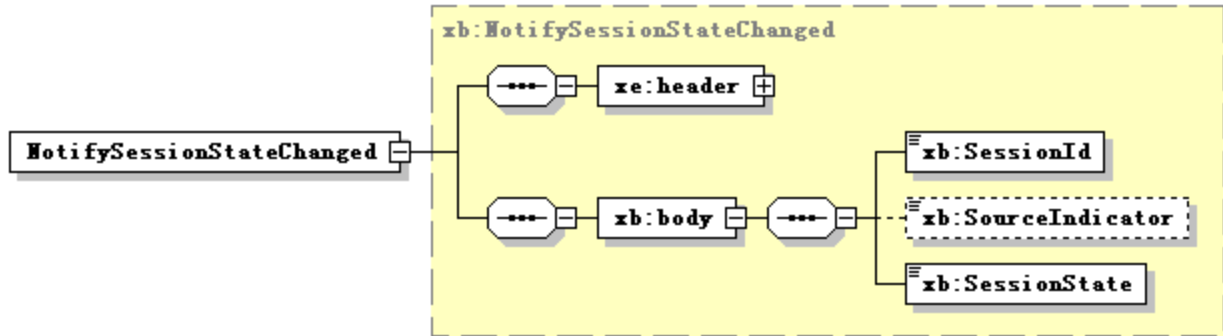 xb:NotifySessionStateChanged
xe:header
NotifySessionStateChanged
xb:SessionId
xb:body
xb:SourceIndicator
xb:SessionState